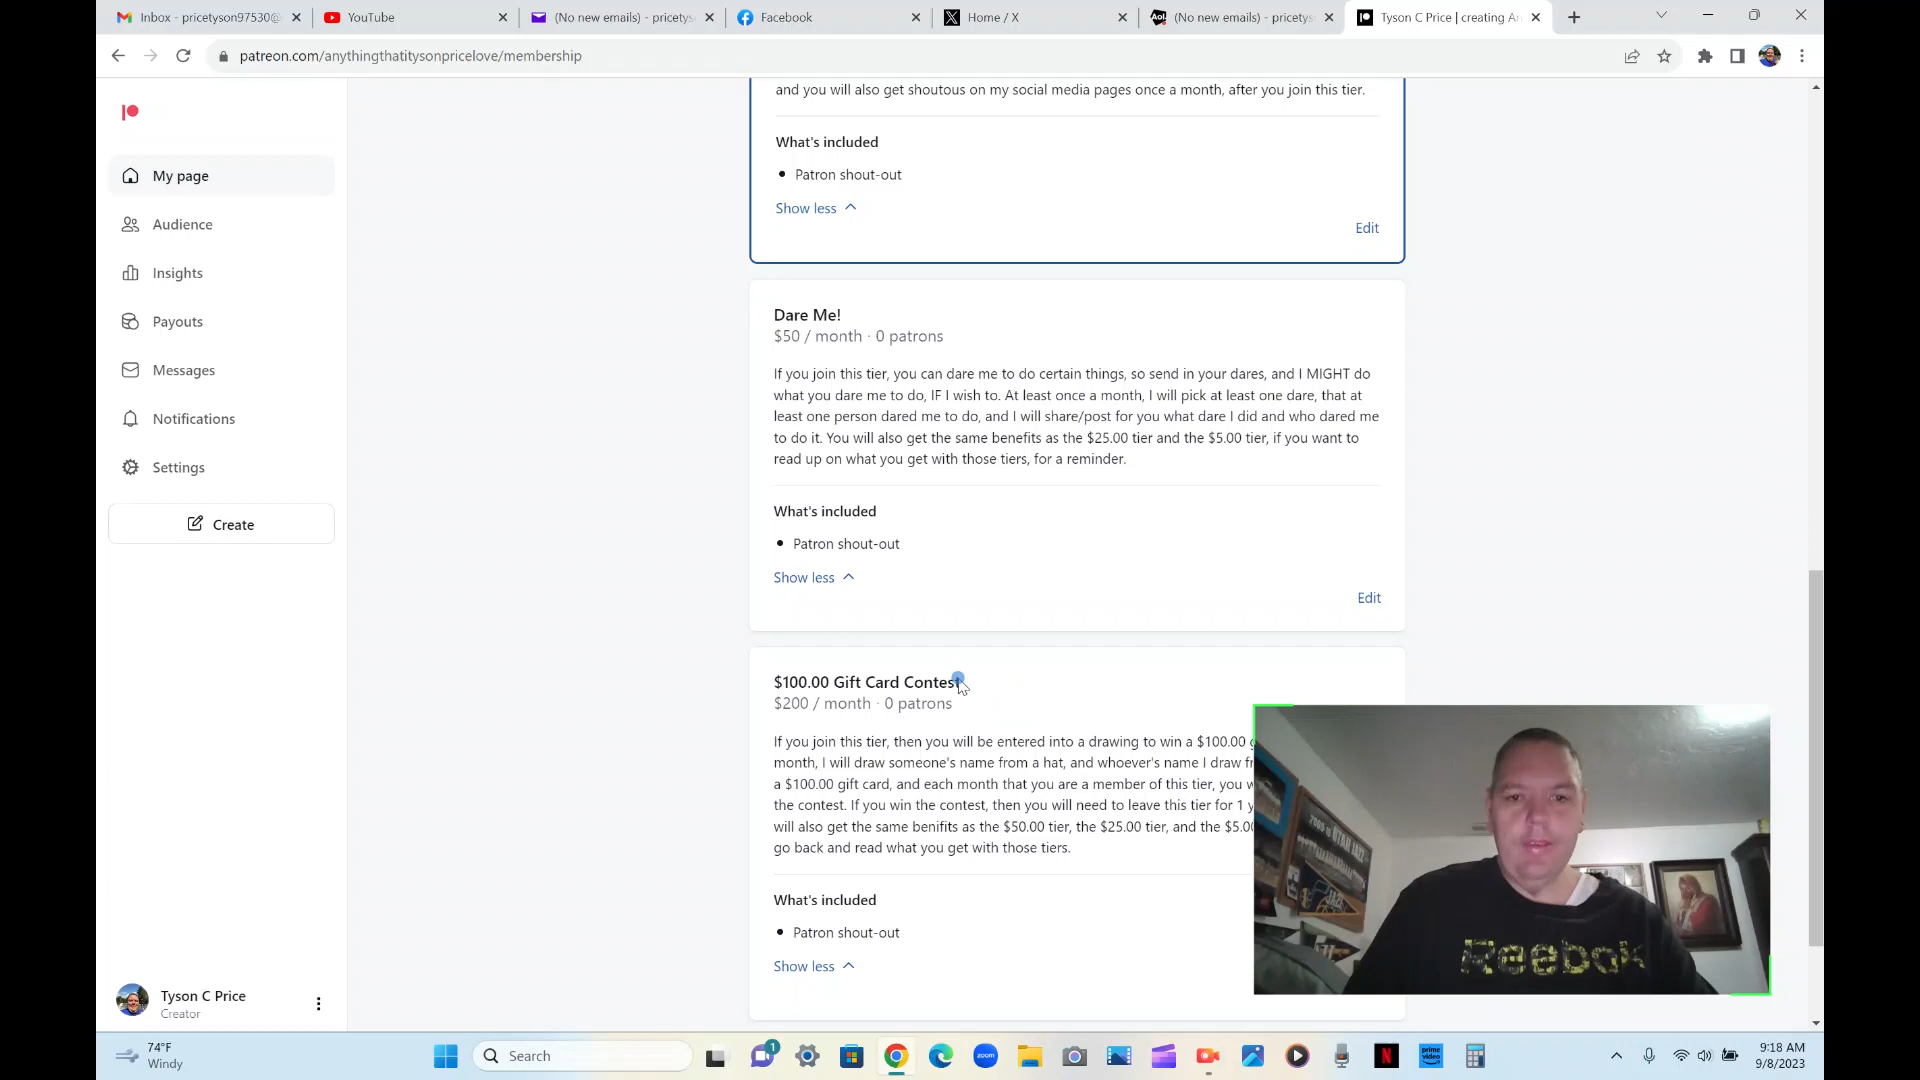 Inbox - pricetyson97530@
YouTube
(No new emails) - pricetys
Facebook
Home / X
Aol.
(No new emails) - pricetys
Tyson C Price | creating An
patreon.com/anythingthatitysonpricelove/membership
My page
Audience
Insights
Payouts
Messages
Notifications
Settings
Create
Tyson C Price
Creator
and you will also get shoutous on my social media pages once a month, after you join this tier.
What's included
• Patron shout-out
Show less
Edit
Dare Me!
$50 / month · 0 patrons
If you join this tier, you can dare me to do certain things, so send in your dares, and I MIGHT do
what you dare me to do, IF I wish to. At least once a month, I will pick at least one dare, that at
least one person dared me to do, and I will share/post for you what dare I did and who dared me
to do it. You will also get the same benefits as the $25.00 tier and the $5.00 tier, if you want to
read up on what you get with those tiers, for a reminder.
What's included
• Patron shout-out
Show less
Edit
$100.00 Gift Card Contest
$200 / month · 0 patrons
If you join this tier, then you will be entered into a drawing to win a $100.00
month, I will draw someone's name from a hat, and whoever's name I draw
a $100.00 gift card, and each month that you are a member of this tier, you
the contest. If you win the contest, then you will need to leave this tier for 1
will also get the same benifits as the $50.00 tier, the $25.00 tier, and the $5.00
go back and read what you get with those tiers.
What's included
• Patron shout-out
Show less
Reebok
JAZZ
74°F
Windy
Search
1
zoom
N
prime video
9:18 AM
9/8/2023